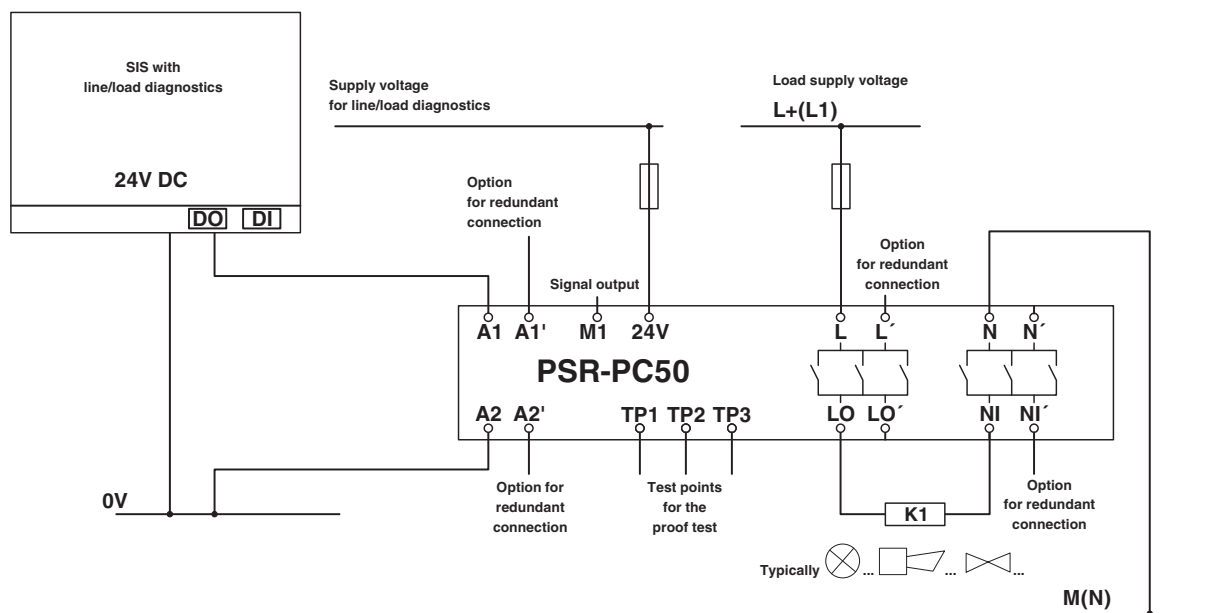 SIS with
line/load diagnostics
24V DC
DO
DI
Supply voltage
for line/load diagnostics
Load supply voltage
L+(L1)
Option
for redundant
connection
Signal output
Option
for redundant
connection
A1
A1'
M1
24V
L
L´
N
N´
PSR-PC50
A2
A2'
TP1
TP2
TP3
LO
LO´
NI
NI´
0V
Option for
redundant
connection
Test points
for the
proof test
K1
Option
for redundant
connection
Typically
...
...
...
M(N)